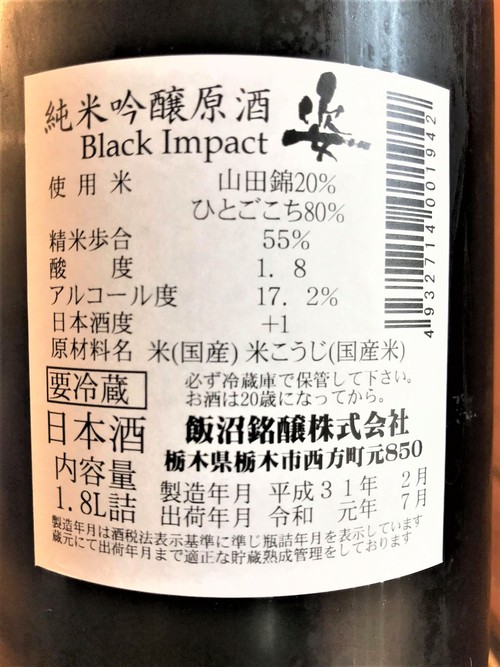 純米吟醸原酒 姿
Black Impact
使用米 山田錦20%
ひとごこち80%
精米歩合 55%
酸度 1.8
アルコール度 17.2%
日本酒度 +1
原材料名 米(国産) 米こうじ(国産米)
要冷蔵 必ず冷蔵庫で保管して下さい。
お酒は20歳になってから。
日本酒 飯沼銘醸株式会社
栃木県栃木市西方町元850
内容量 製造年月 平成31年 2月
1.8L詰 出荷年月 令和 元年 7月
製造年月は酒税法表示基準に準じ瓶詰年月を表示しています
蔵元にて出荷年月まで適正な貯蔵熟成管理をしております
4932714001942